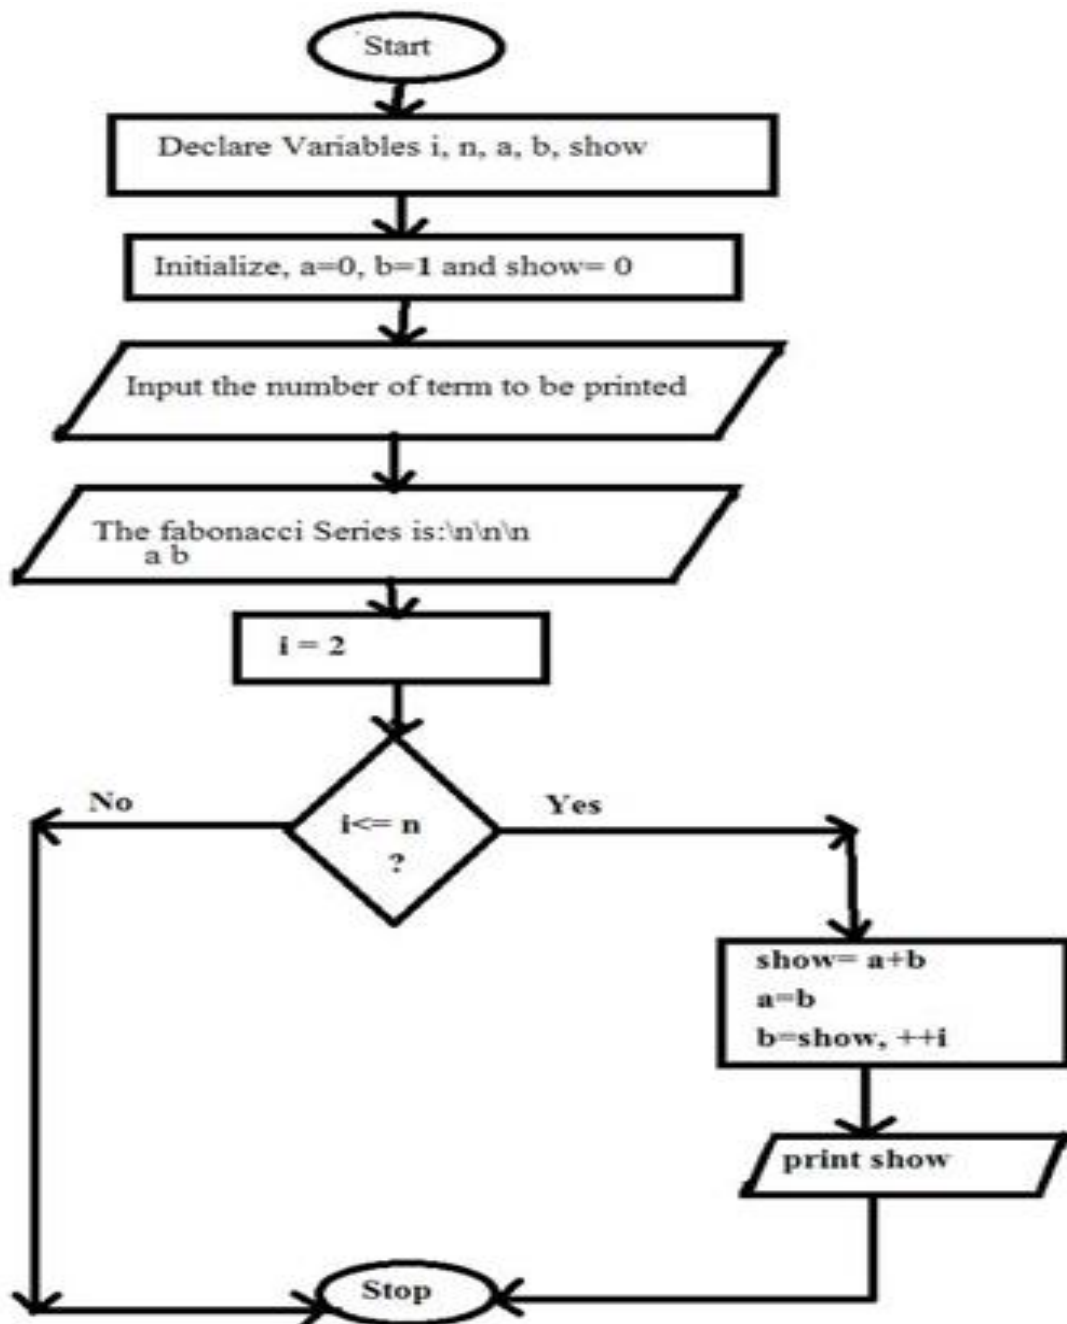 Start
Declare Variables i, n, a, b, show
Initialize, a=0, b=1 and show= 0
Input the number of term to be printed
The fabonacci Series is:\n\n\n
a b
i = 2
No
Yes
i<= n
?
show= a+b
a=b
b=show, ++i
print show
Stop